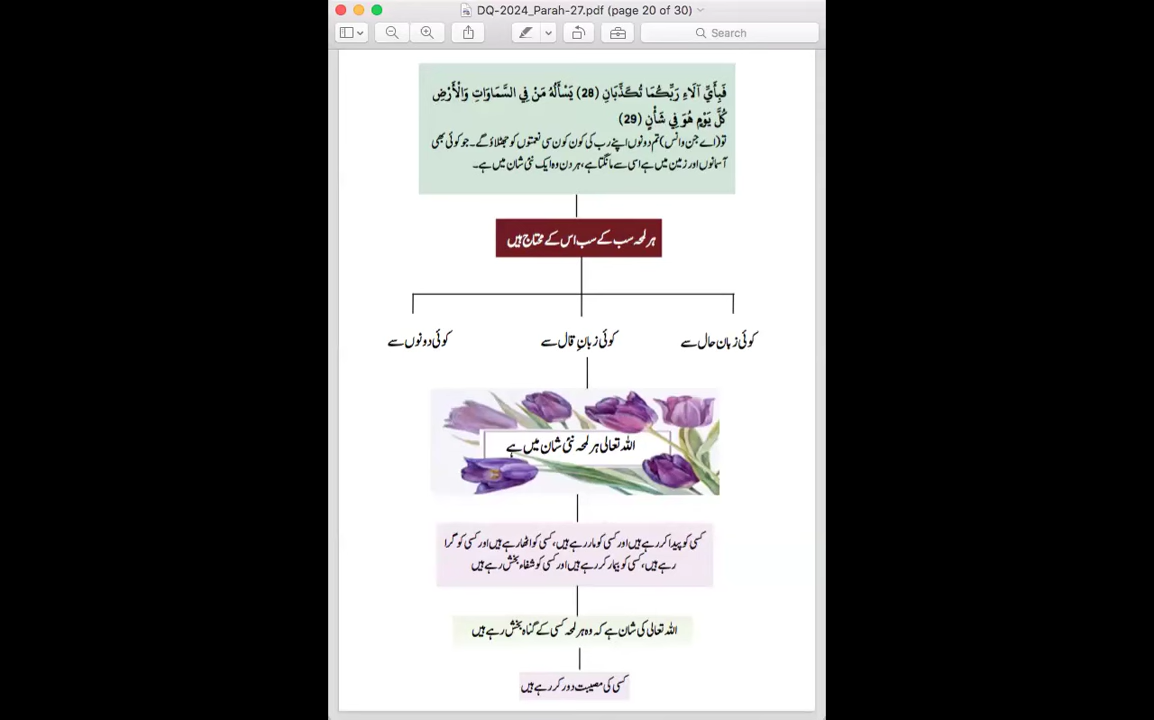 DQ-2024_Parah-27.pdf (page 20 of 30)
Search
فَبِأَيِّ آلَاءِ رَبِّكُمَا تُكَذِّبَانِ (28) يَسْأَلُهُ مَنْ فِي السَّمَاوَاتِ وَالْأَرْضِ
كُلَّ يَوْمٍ هُوَ فِي شَأْنٍ (29)
تو (اے جن و انس) تم دونوں اپنے رب کی کون کون سی نعمتوں کو جھٹلاؤ گے۔ جو کوئی بھی
آسمانوں اور زمین میں ہے اسی سے مانگتا ہے، ہر دن وہ ایک نئی شان میں ہے۔
ہر لمحہ سب کے سب اس کے محتاج ہیں
کوئی زبان حال سے
کوئی زبانِ قال سے
کوئی دونوں سے
اللہ تعالی ہر لمحہ نئی شان میں ہے
کسی کو پیدا کر رہے ہیں اور کسی کو مار رہے ہیں، کسی کو اٹھا رہے ہیں اور کسی کو گرا
رہے ہیں، کسی کو بیمار کر رہے ہیں اور کسی کو شفاء بخش رہے ہیں
اللہ تعالی کی شان ہے کہ وہ ہر لمحہ کسی کے گناہ بخش رہے ہیں
کسی کی مصیبت دور کر رہے ہیں